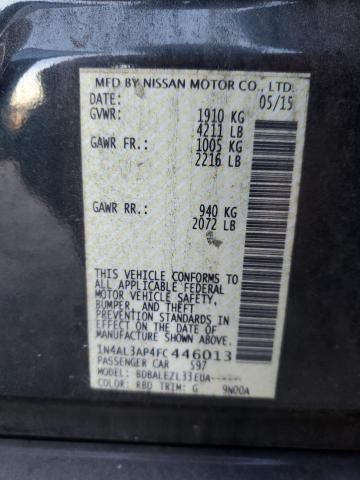 MFD BY NISSAN MOTOR CO., LTD.
DATE: 05/15
GVWR: 1910 KG
4211 LB
GAWR FR.: 1005 KG
2216 LB
GAWR RR.: 940 KG
2072 LB
THIS VEHICLE CONFORMS TO
ALL APPLICABLE FEDERAL
MOTOR VEHICLE SAFETY,
BUMPER, AND THEFT
PREVENTION STANDARDS IN
EFFECT ON THE DATE OF
MANUFACTURE SHOWN ABOVE.
1N4AL3AP4FC446013
PASSENGER CAR S97
MODEL: BDBALEZL33EUA-----
COLOR: RBD TRIM: G 9N00A